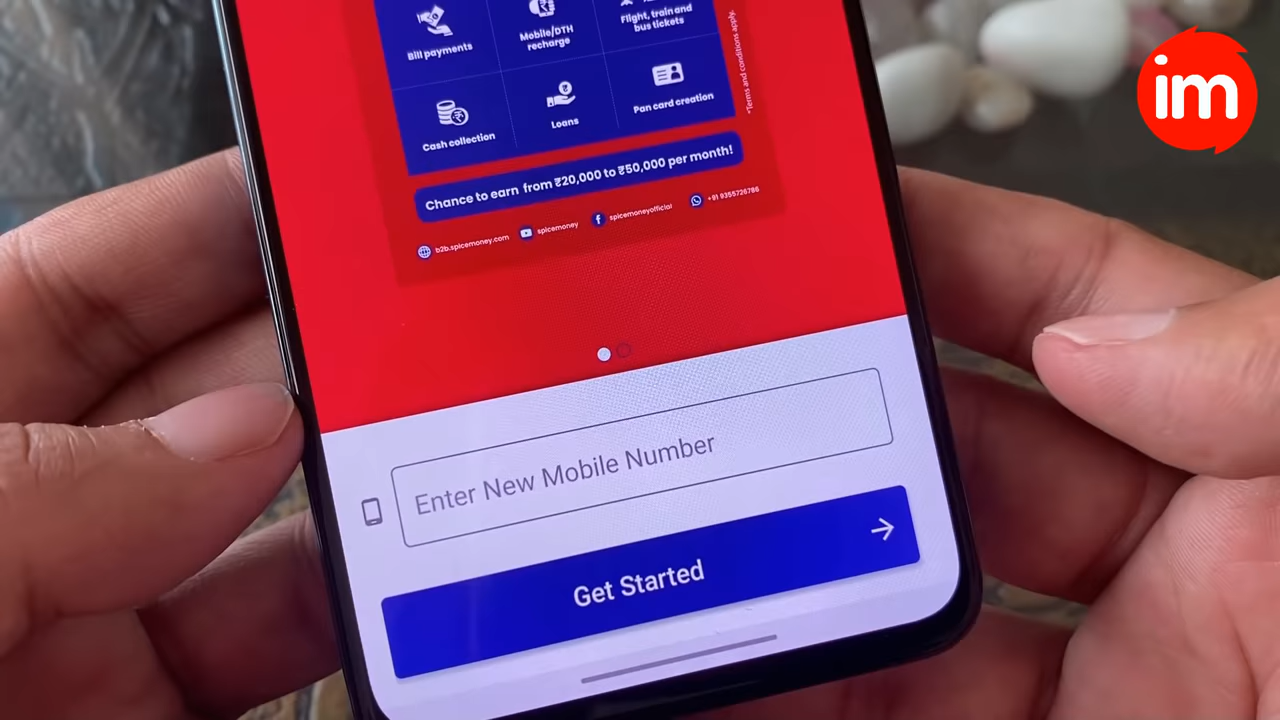 im
Bill payments
Mobile/DTH
recharge
Flight, train and
bus tickets
Cash collection
Loans
Pan card creation
*Terms and conditions apply.
Chance to earn from ₹20,000 to ₹50,000 per month!
b2b.spicemoney.com
spicemoney
spicemoneyofficial
+91 9355726786
Enter New Mobile Number
Get Started